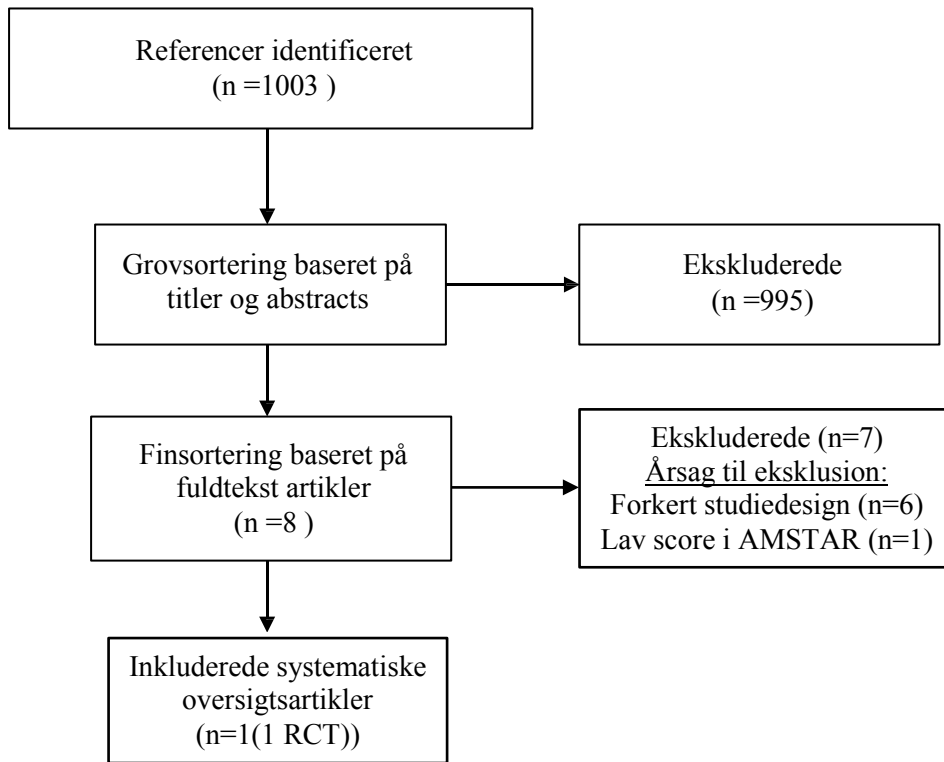 Referencer identificeret
(n =1003 )
Grovsortering baseret på
titler og abstracts
Ekskluderede
(n =995)
Finsortering baseret på
fuldtekst artikler
(n =8 )
Ekskluderede (n=7)
Årsag til eksklusion:
Forkert studiedesign (n=6)
Lav score i AMSTAR (n=1)
Inkluderede systematiske
oversigtsartikler
(n=1(1 RCT))